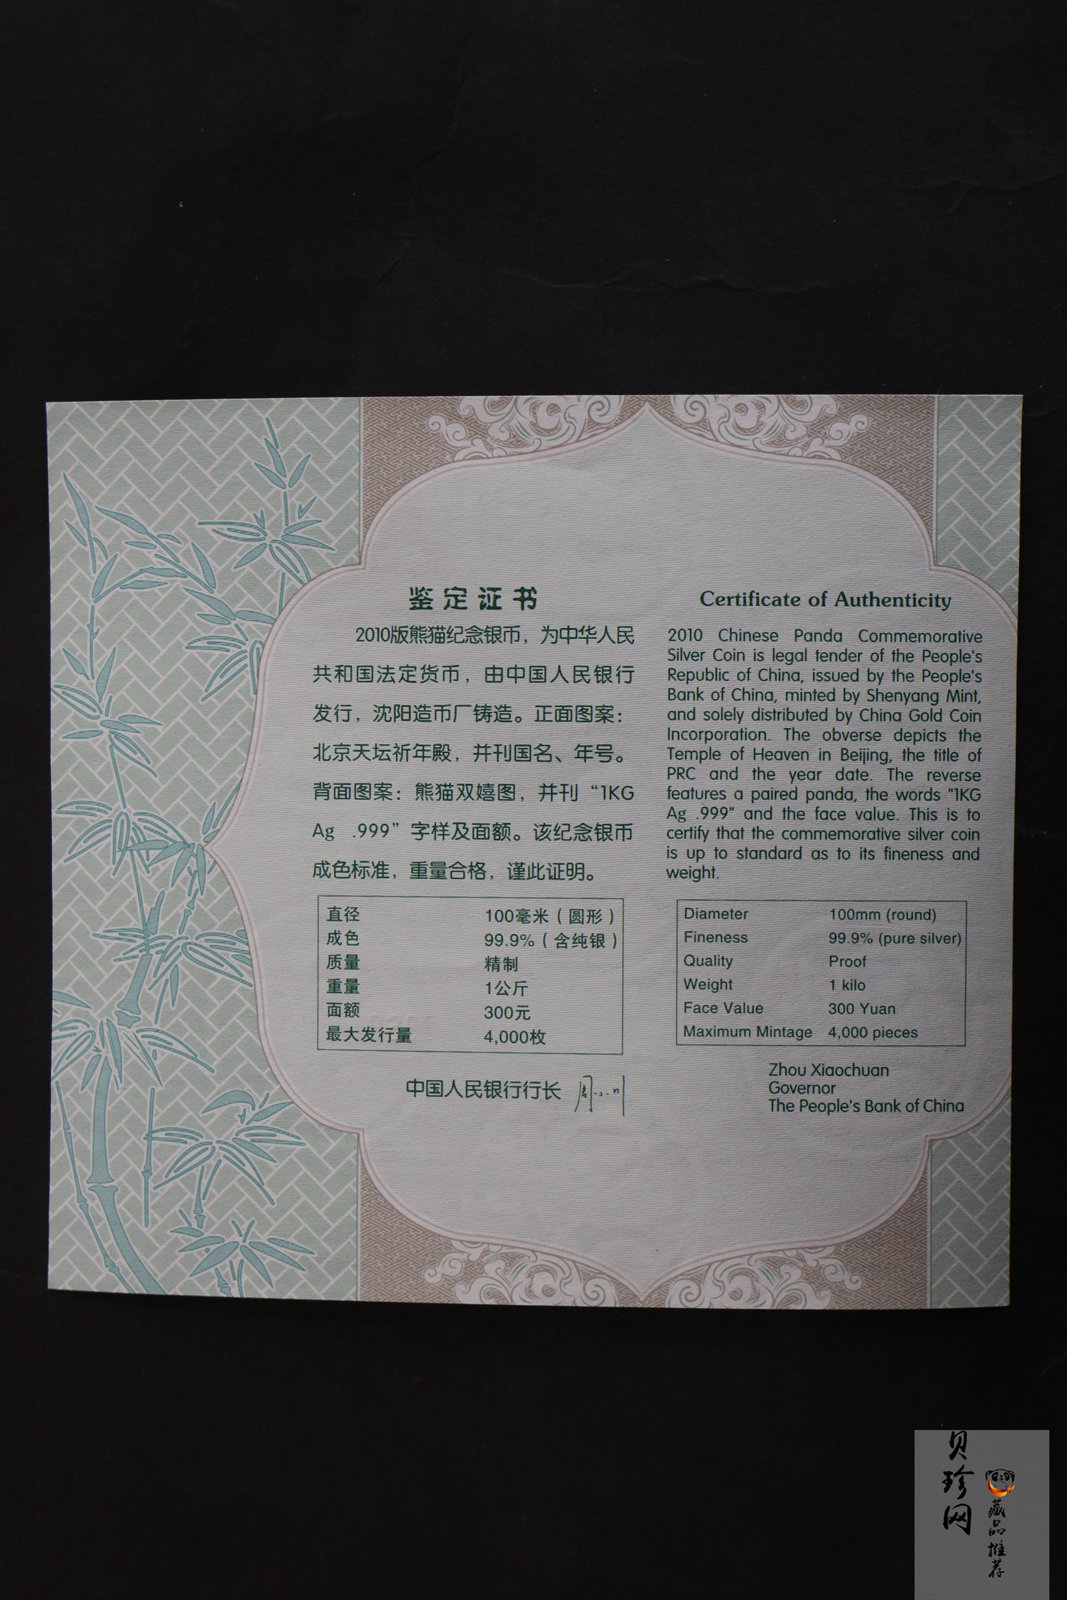 鉴定证书
2010版熊猫纪念银币，为中华人民
共和国法定货币，由中国人民银行
发行，沈阳造币厂铸造。正面图案：
北京天坛祈年殿，并刊国名、年号。
背面图案：熊猫双嬉图，并刊“1KG
Ag .999”字样及面额。该纪念银币
成色标准，重量合格，谨此证明。
直径 100毫米（圆形）
成色 99.9%（含纯银）
质量 精制
重量 1公斤
面额 300元
最大发行量 4,000枚
中国人民银行行长
Certificate of Authenticity
2010 Chinese Panda Commemorative
Silver Coin is legal tender of the People's
Republic of China, issued by the People's
Bank of China, minted by Shenyang Mint,
and solely distributed by China Gold Coin
Incorporation. The obverse depicts the
Temple of Heaven in Beijing, the title of
PRC and the year date. The reverse
features a paired panda, the words "1KG
Ag .999" and the face value. This is to
certify that the commemorative silver coin
is up to standard as to its fineness and
weight.
Diameter 100mm (round)
Fineness 99.9% (pure silver)
Quality Proof
Weight 1 kilo
Face Value 300 Yuan
Maximum Mintage 4,000 pieces
Zhou Xiaochuan
Governor
The People's Bank of China
贝珍网
藏品推荐